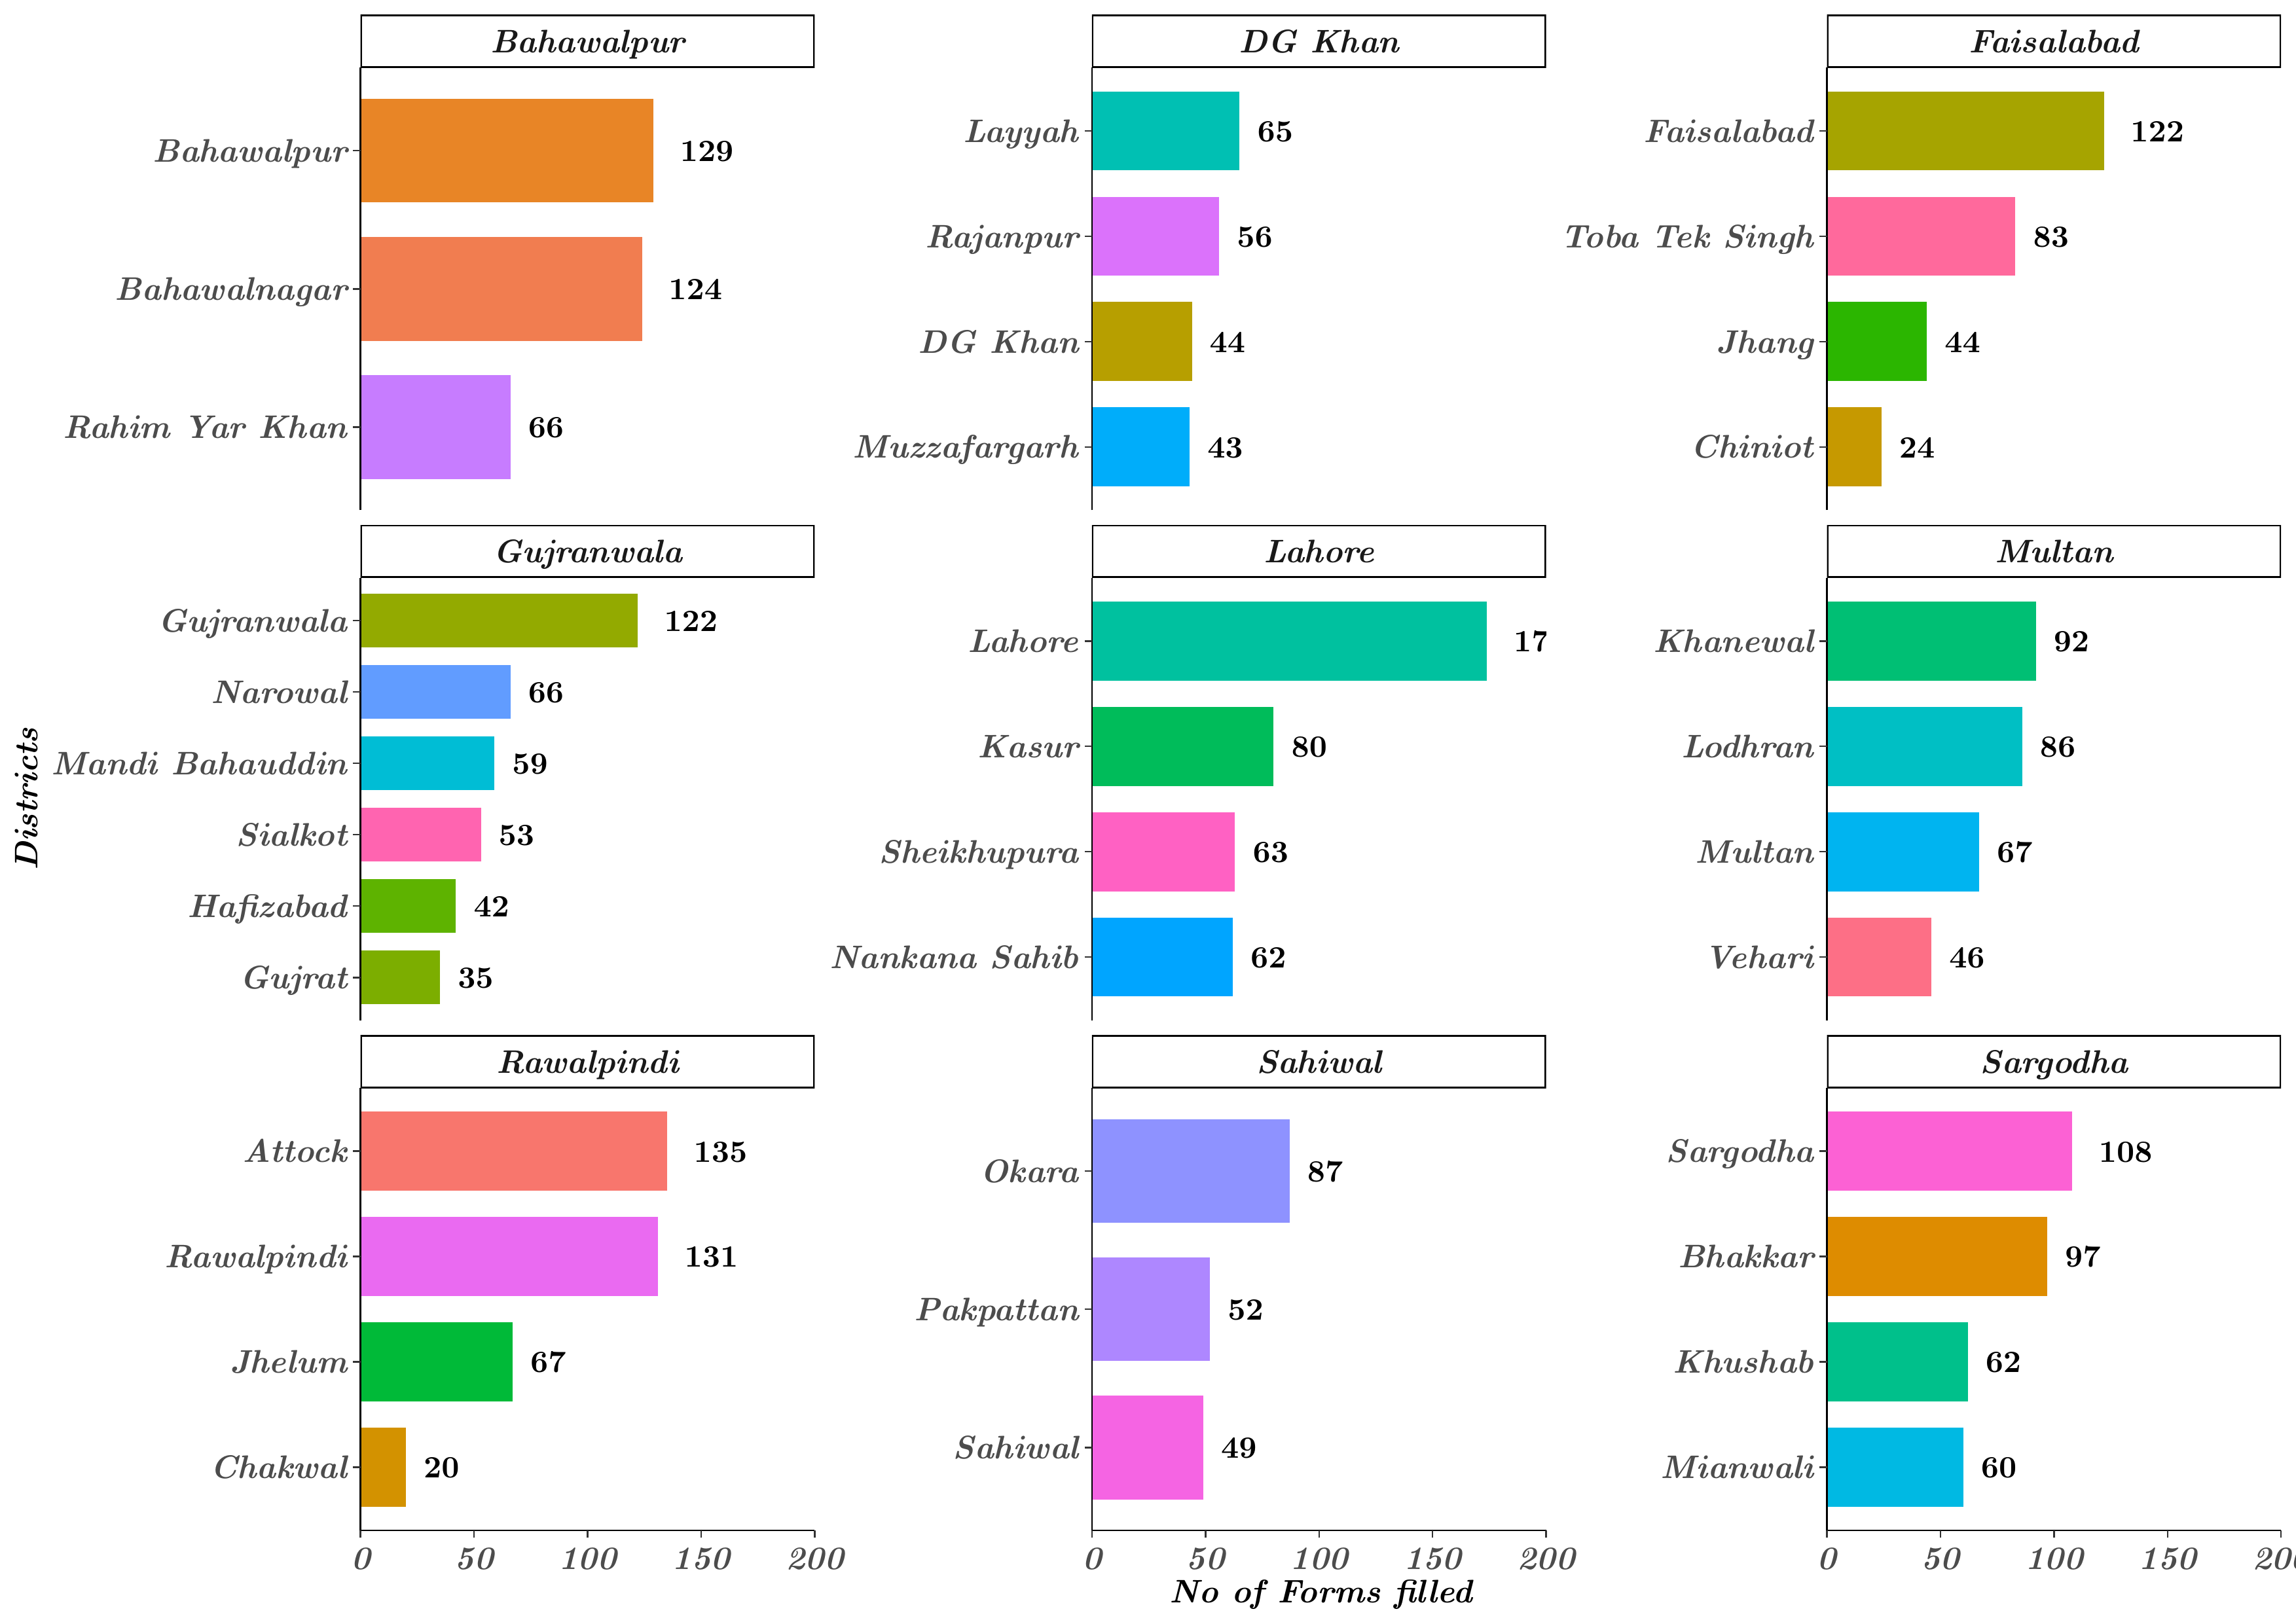 Bahawalpur
Bahawalpur 129
Bahawalnagar 124
Rahim Yar Khan 66
DG Khan
Layyah 65
Rajanpur 56
DG Khan 44
Muzzafargarh 43
Faisalabad
Faisalabad 122
Toba Tek Singh 83
Jhang 44
Chiniot 24
Districts
Gujranwala
Gujranwala 122
Narowal 66
Mandi Bahauddin 59
Sialkot 53
Hafizabad 42
Gujrat 35
Lahore
Lahore 17
Kasur 80
Sheikhupura 63
Nankana Sahib 62
Multan
Khanewal 92
Lodhran 86
Multan 67
Vehari 46
Rawalpindi
Attock 135
Rawalpindi 131
Jhelum 67
Chakwal 20
0 50 100 150 200
Sahiwal
Okara 87
Pakpattan 52
Sahiwal 49
0 50 100 150 200
Sargodha
Sargodha 108
Bhakkar 97
Khushab 62
Mianwali 60
0 50 100 150 200
No of Forms filled